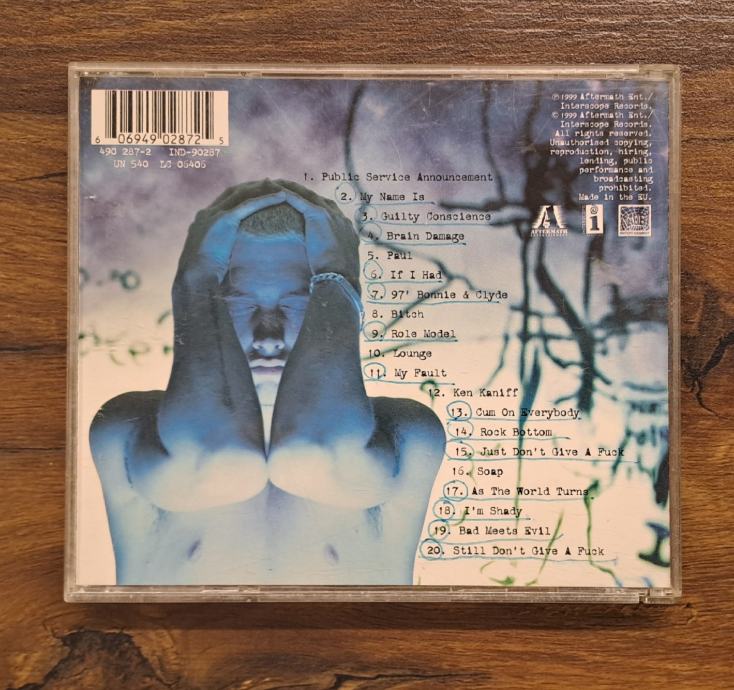 6 06949 02872 5
490 287-2 IND-90287
UN 540 LC 06406
℗ 1999 Aftermath Ent./
Interscope Records.
© 1999 Aftermath Ent./
Interscope Records.
All rights reserved.
Unauthorised copying,
reproduction, hiring,
lending, public
performance and
broadcasting
prohibited.
Made in the EU.
AFTERMATH
ENTERTAINMENT
i
1. Public Service Announcement
2. My Name Is
3. Guilty Conscience
4. Brain Damage
5. Paul
6. If I Had
7. 97' Bonnie & Clyde
8. Bitch
9. Role Model
10. Lounge
11. My Fault
12. Ken Kaniff
13. Cum On Everybody
14. Rock Bottom
15. Just Don't Give A Fuck
16. Soap
17. As The World Turns
18. I'm Shady
19. Bad Meets Evil
20. Still Don't Give A Fuck